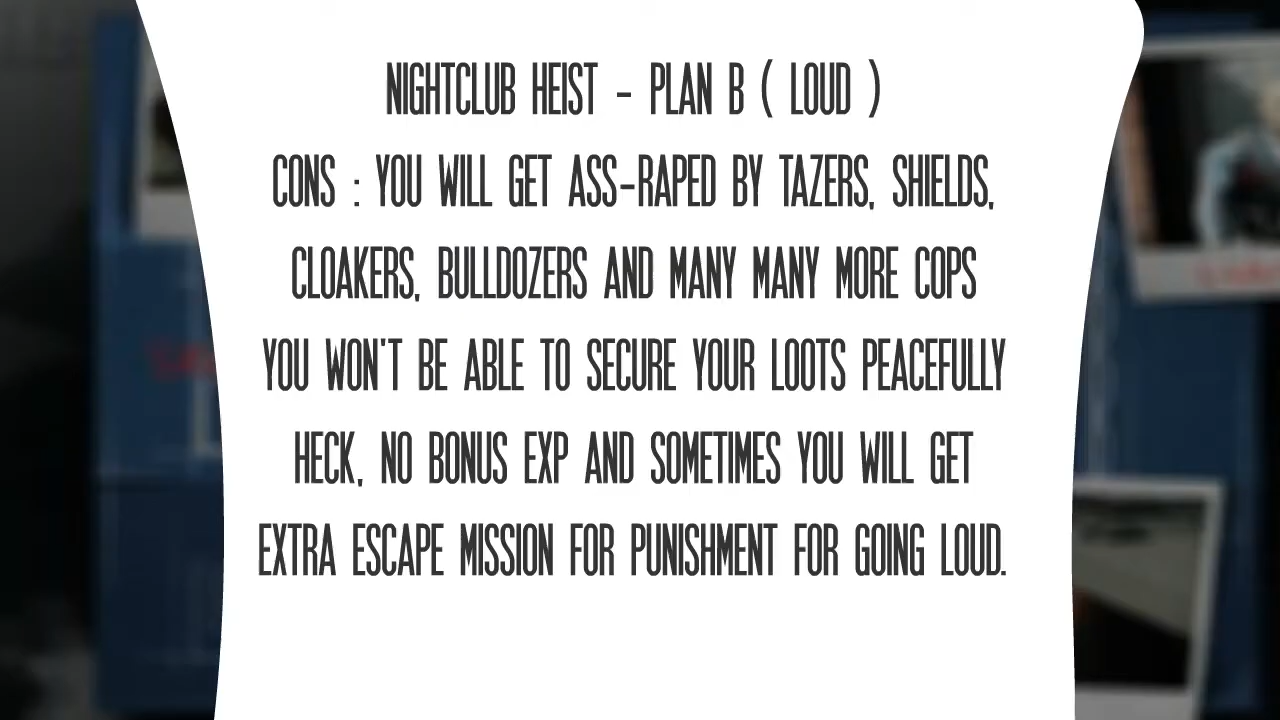 NIGHTCLUB HEIST - PLAN B ( LOUD )
CONS : YOU WILL GET ASS-RAPED BY TAZERS, SHIELDS,
CLOAKERS, BULLDOZERS AND MANY MANY MORE COPS
YOU WON'T BE ABLE TO SECURE YOUR LOOTS PEACEFULLY
HECK, NO BONUS EXP AND SOMETIMES YOU WILL GET
EXTRA ESCAPE MISSION FOR PUNISHMENT FOR GOING LOUD.